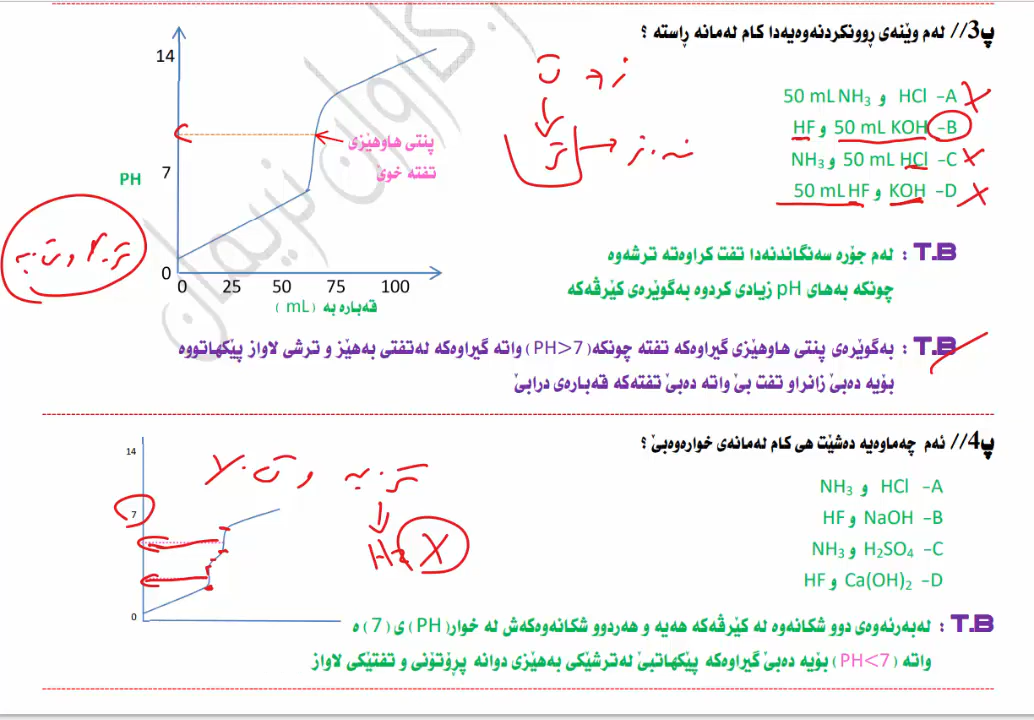 پ3// لەم وێنەی ڕوونکردنەوەیەدا کام لەمانە ڕاستە ؟
A- HCl و 50 mL NH₃
B- 50 mL KOH و HF
C- 50 mL HCl و NH₃
D- KOH و 50 mL HF
14
7
0
PH
پنتی هاوهێزی
تفتە خوێ
0 25 50 75 100
قەبارە بە ( mL )
T.B : لەم جۆرە سەنگاندنەدا تفت کراوەتە ترشەوە
چونکە بەهای pH زیادی کردوە بەگوێرەی کێرڤەکە
T.B : بەگوێرەی پنتی هاوهێزی گیراوەکە تفتە چونکە( PH>7 ) واتە گیراوەکە لەتفتی بەهێز و ترشی لاواز پێکهاتووە
بۆیە دەبێ زانراو تفت بێ واتە دەبێ تفتەکە قەبارەی درابێ
پ4// ئەم چەماوەیە دەشێت هی کام لەمانەی خوارەوەبێ ؟
A- HCl و NH₃
B- NaOH و HF
C- H₂SO₄ و NH₃
D- Ca(OH)₂ و HF
14
7
0
H₂X
T.B : لەبەرئەوەی دوو شکانەوە لە کێرڤەکە هەیە و هەردوو شکانەوەکەش لە خوار( PH ) ی( 7 ) ە
واتە ( PH<7 ) بۆیە دەبێ گیراوەکە پێکهاتبێ لەترشێکی بەهێزی دوانە پرۆتۆنی و تفتێکی لاواز